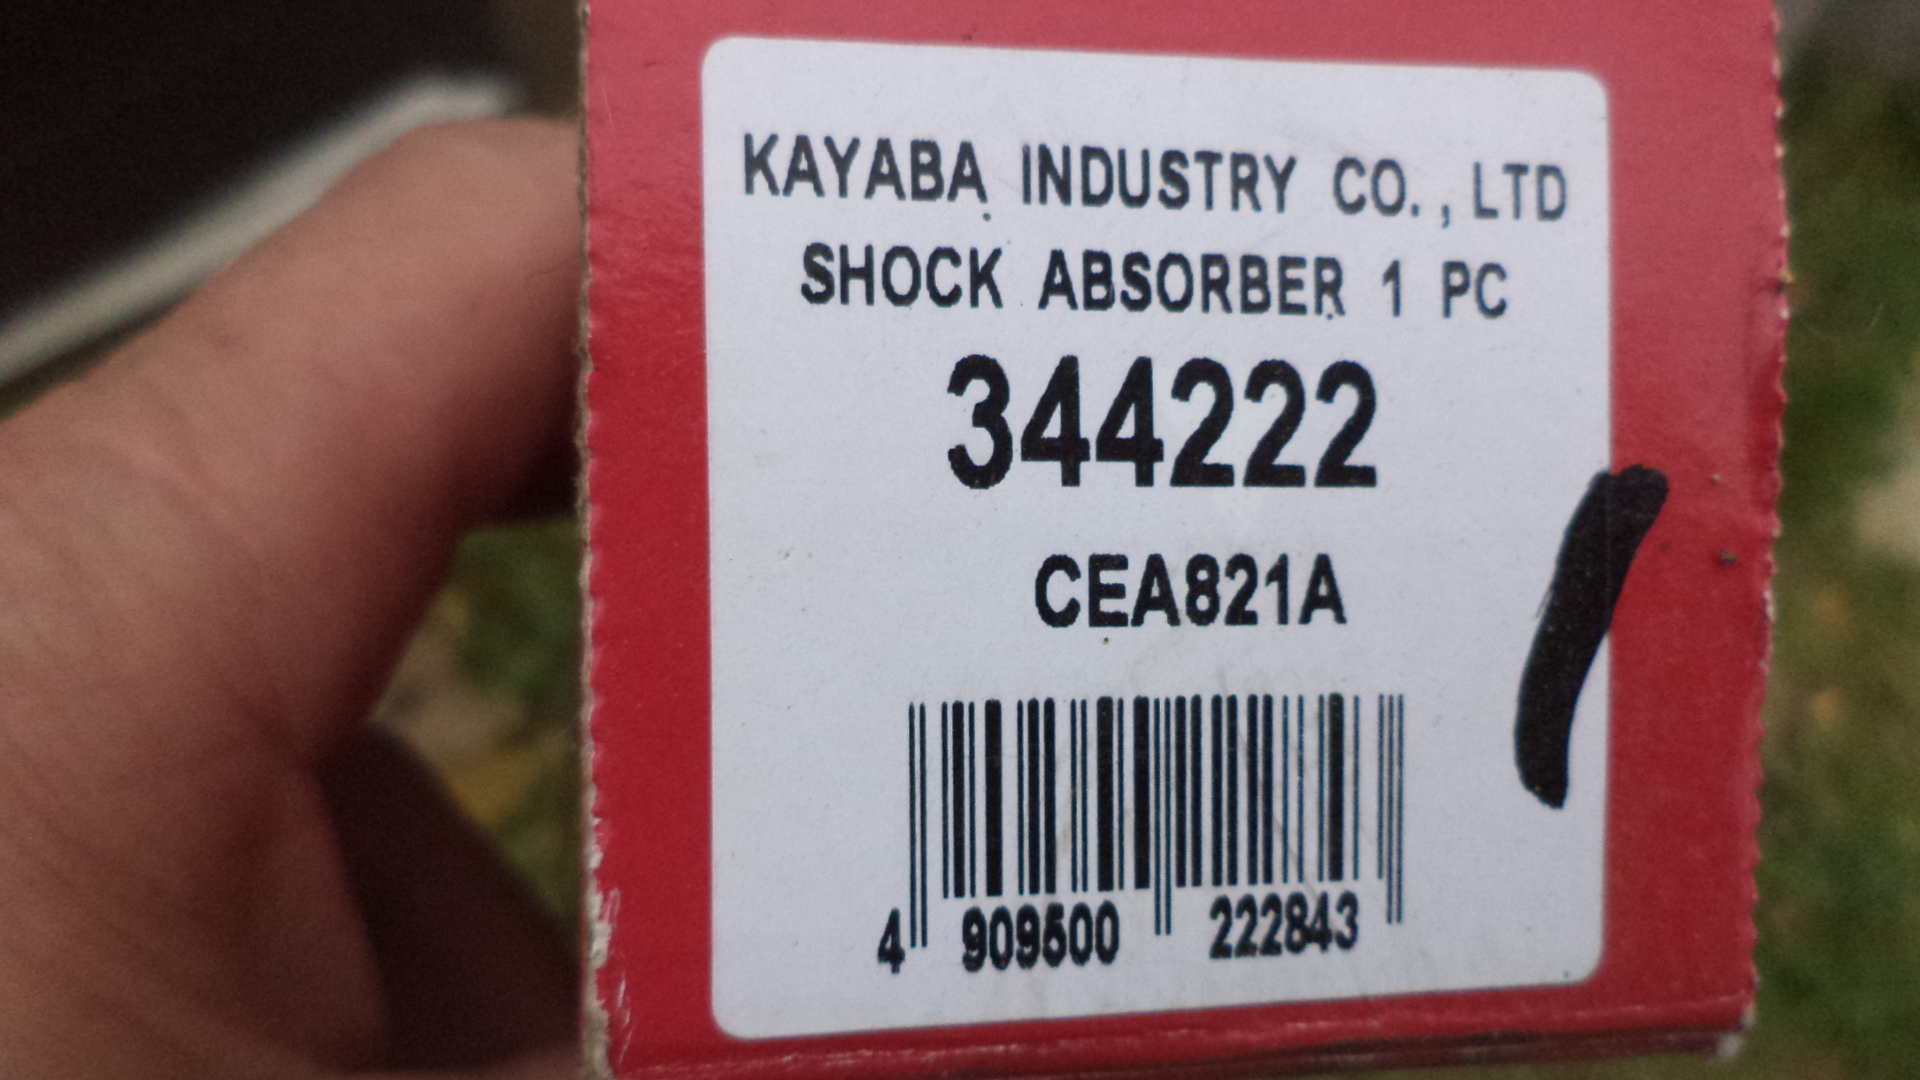 KAYABA INDUSTRY CO., LTD
SHOCK ABSORBER 1 PC
344222
CEA821A
4 909500 222843